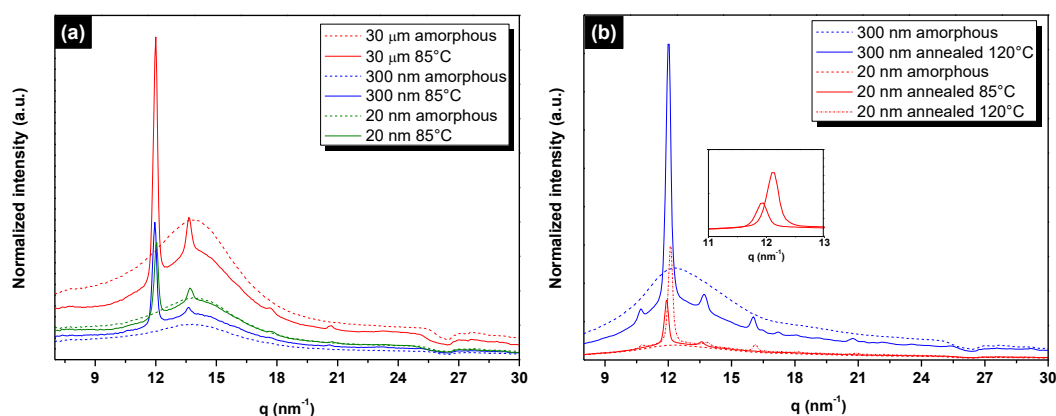 (a)
30 μm amorphous
30 μm 85°C
300 nm amorphous
300 nm 85°C
20 nm amorphous
20 nm 85°C
Normalized intensity (a.u.)
9 12 15 18 21 24 27 30
q (nm⁻¹)
(b)
300 nm amorphous
300 nm annealed 120°C
20 nm amorphous
20 nm annealed 85°C
20 nm annealed 120°C
Normalized intensity (a.u.)
11 12 13
q (nm⁻¹)
9 12 15 18 21 24 27 30
q (nm⁻¹)